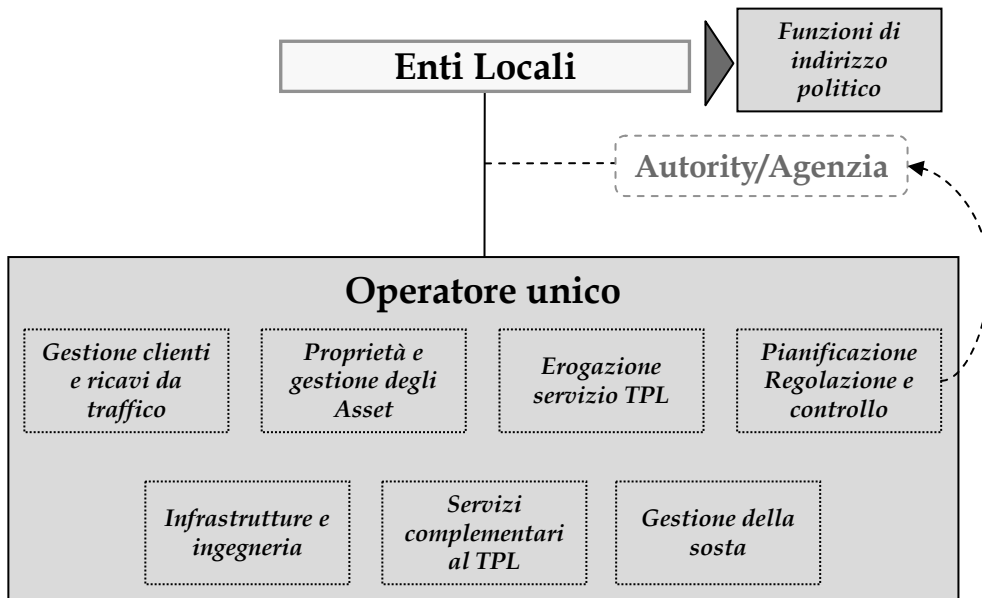 Enti Locali
Funzioni di
indirizzo
politico
Autority/Agenzia
Operatore unico
Gestione clienti
e ricavi da
traffico
Proprietà e
gestione degli
Asset
Erogazione
servizio TPL
Pianificazione
Regolazione e
controllo
Infrastrutture e
ingegneria
Servizi
complementari
al TPL
Gestione della
sosta